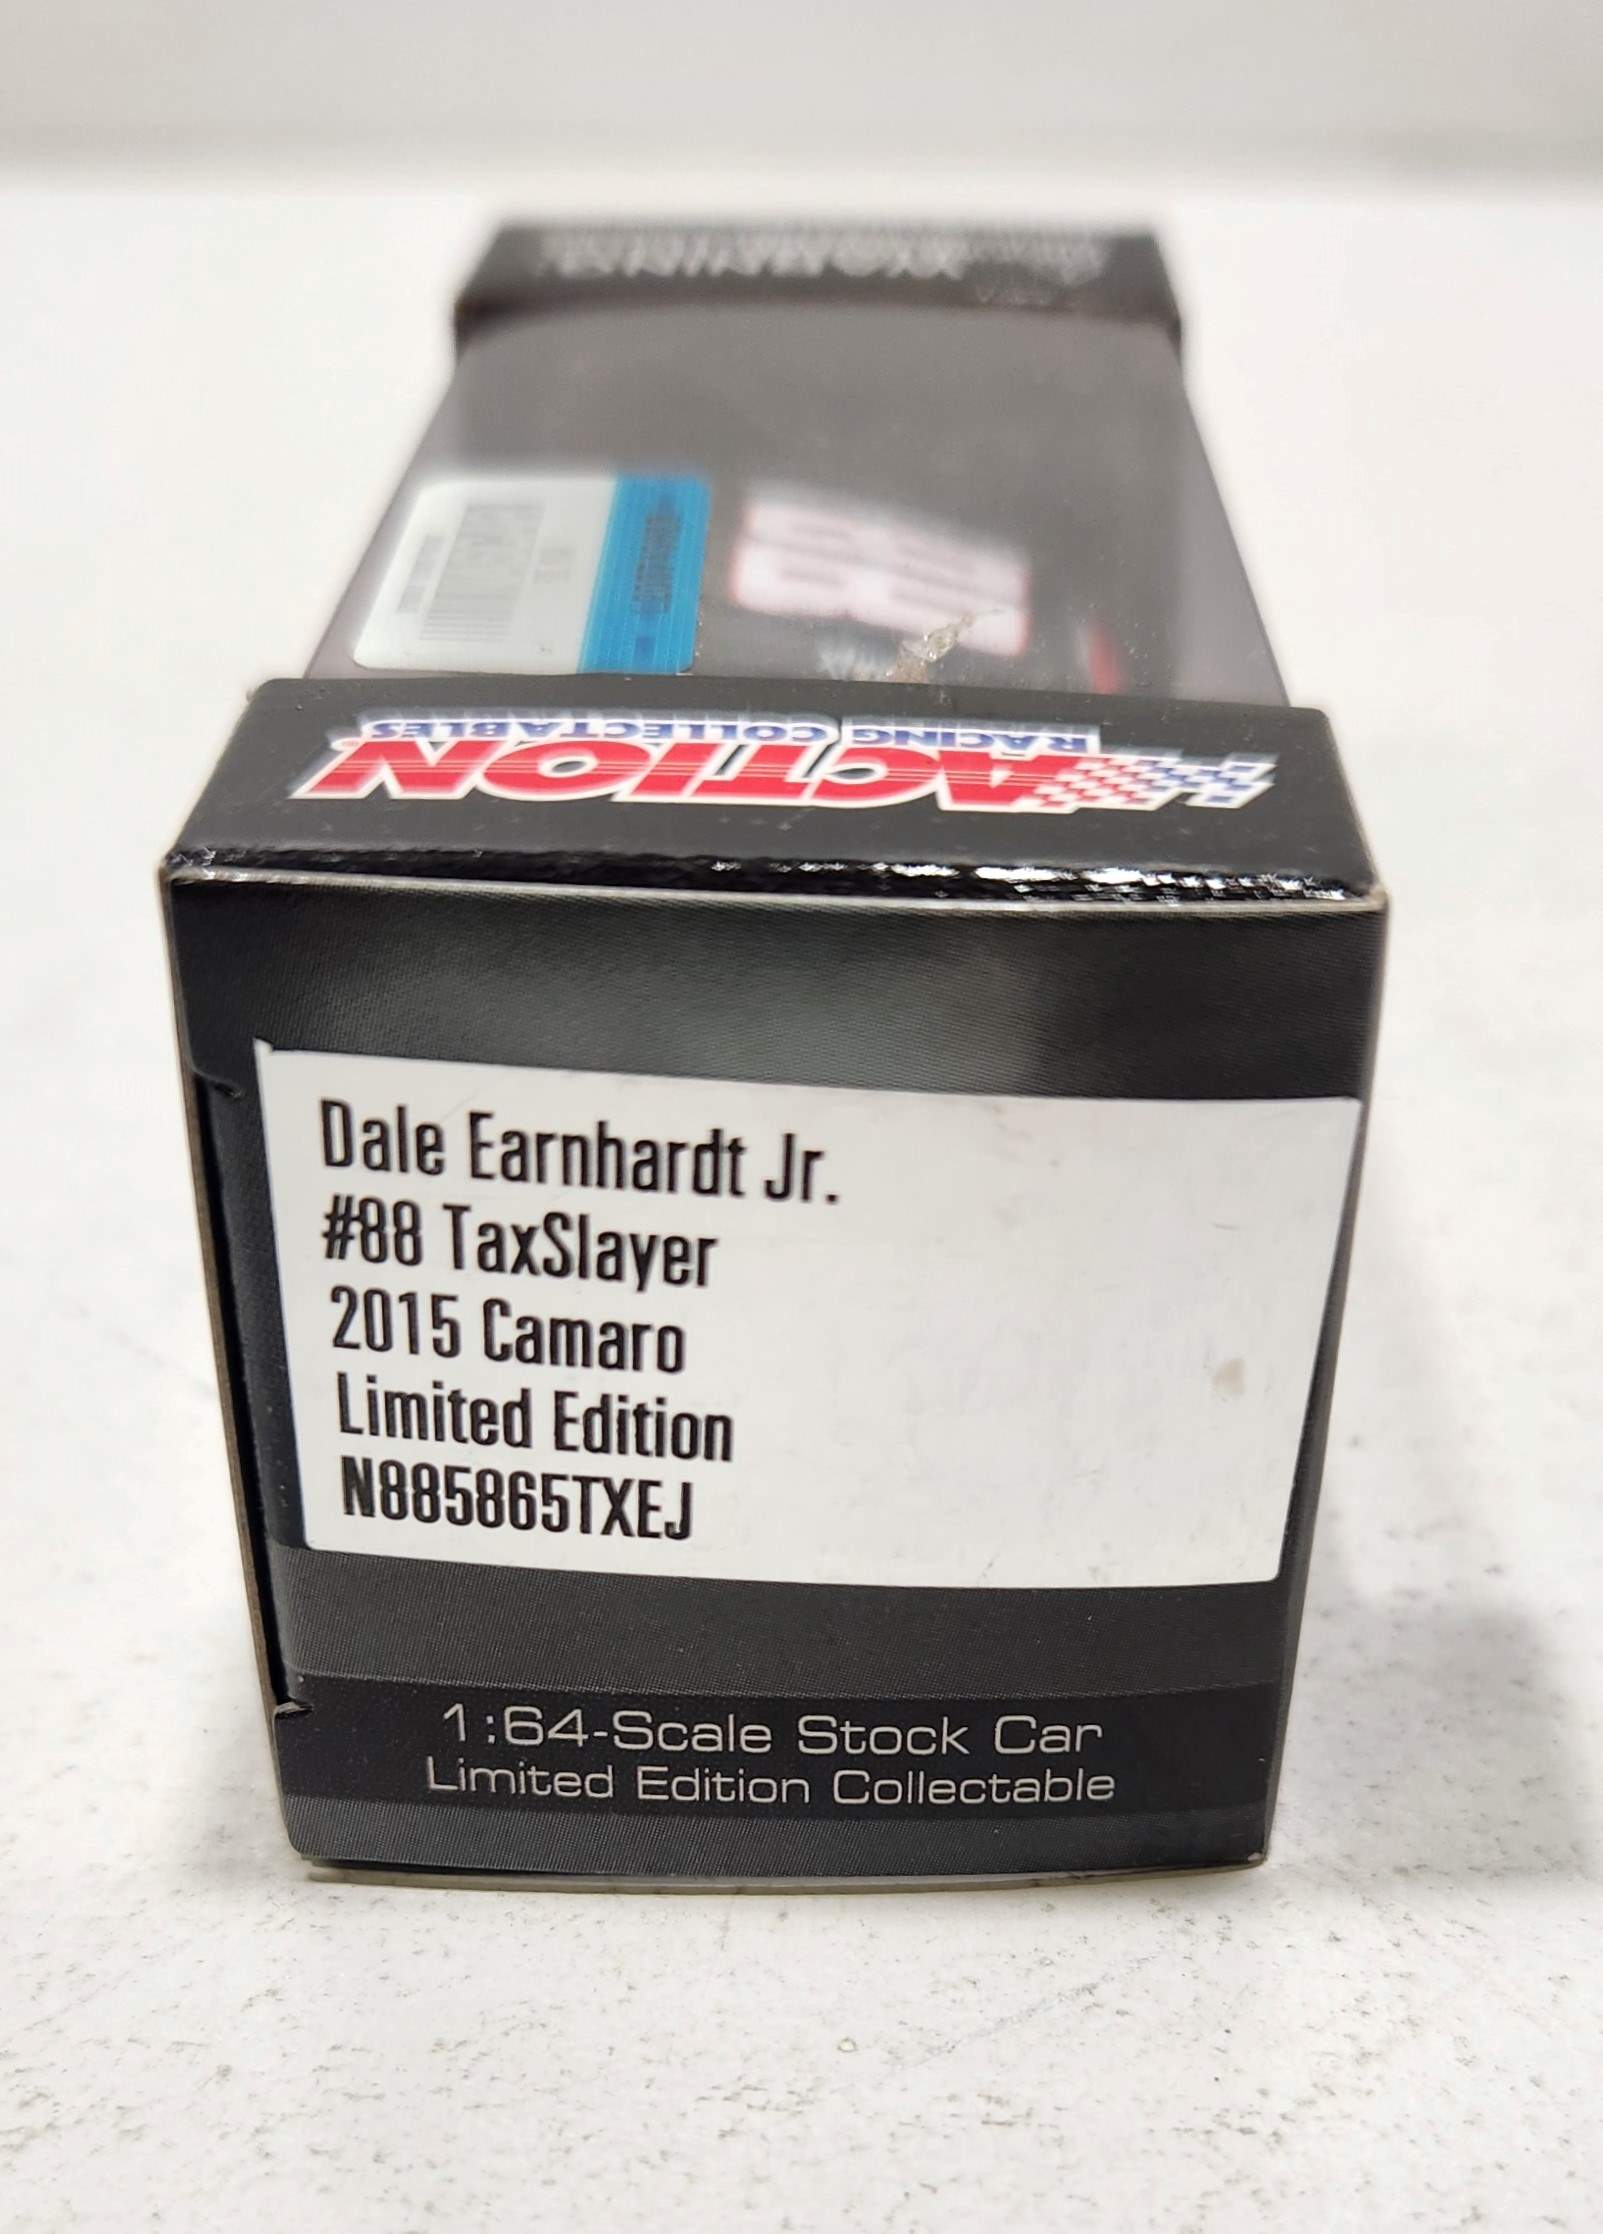 WARNING:
ACTION
RACING COLLECTABLES
Dale Earnhardt Jr.
#88 TaxSlayer
2015 Camaro
Limited Edition
N885865TXEJ
1:64-Scale Stock Car
Limited Edition Collectable